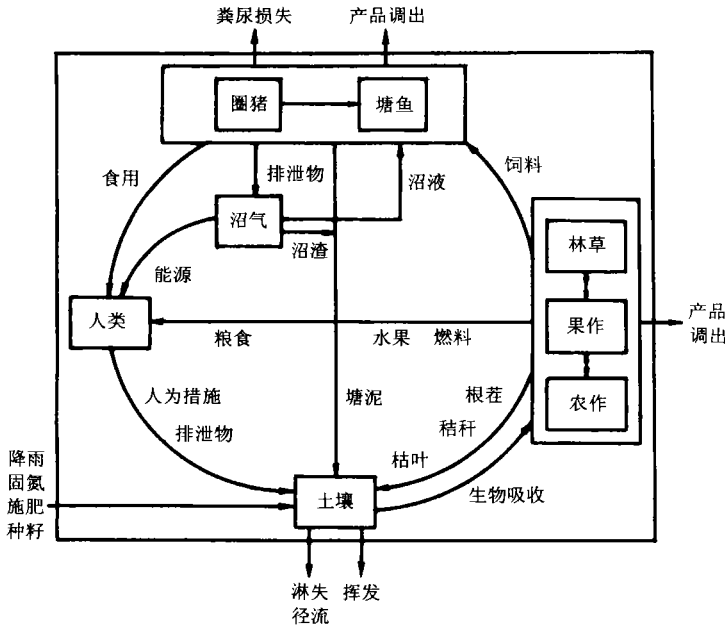 粪尿损失
产品调出
圈猪
塘鱼
食用
排泄物
沼液
饲料
沼气
沼渣
能源
林草
人类
粮食
水果
燃料
果作
产品
调出
农作
人为措施
排泄物
塘泥
根茬
秸秆
枯叶
生物吸收
降雨
固氮
施肥
种籽
土壤
淋失
径流
挥发